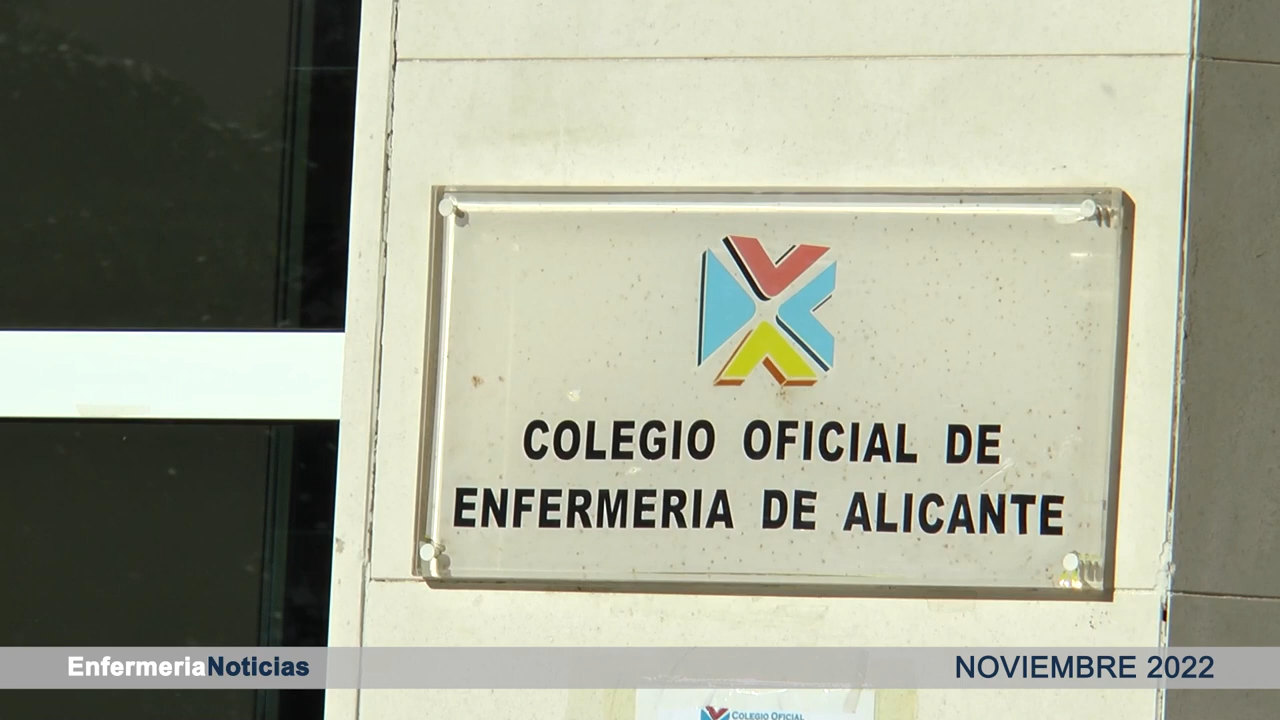 COLEGIO OFICIAL DE
ENFERMERIA DE ALICANTE
EnfermeriaNoticias
NOVIEMBRE 2022
COLEGIO OFICIAL